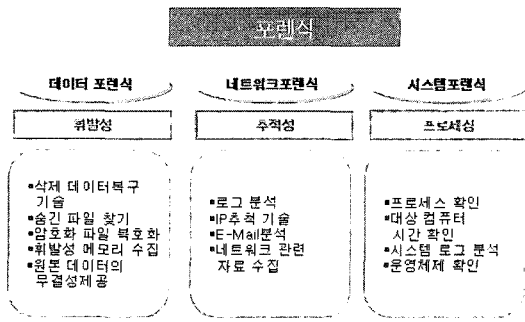 포렌식
데이터 포렌식
네트워크포렌식
시스템포렌식
휘발성
추적성
프로세싱
▪삭제 데이터복구
기술
▪숨긴 파일 찾기
▪암호화 파일 복호화
▪휘발성 메모리 수집
▪원본 데이터의
무결성제공
▪로그 분석
▪IP추적 기술
▪E-Mail분석
▪네트워크 관련
자료 수집
▪프로세스 확인
▪대상 컴퓨터
시간 확인
▪시스템 로그 분석
▪운영체제 확인